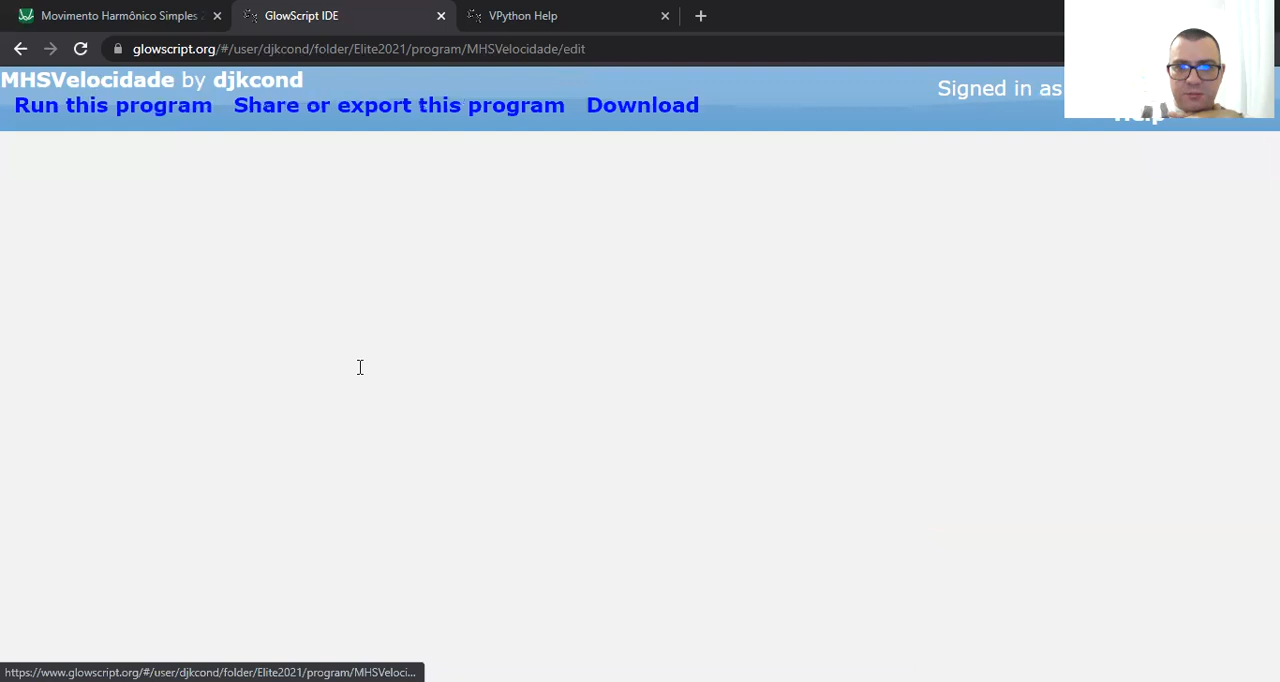 Movimento Harmônico Simples
GlowScript IDE
VPython Help
glowscript.org/#/user/djkcond/folder/Elite2021/program/MHSVelocidade/edit
MHSVelocidade by djkcond
Signed in as
Run this program Share or export this program Download
Help
https://www.glowscript.org/#/user/djkcond/folder/Elite2021/program/MHSVeloci...